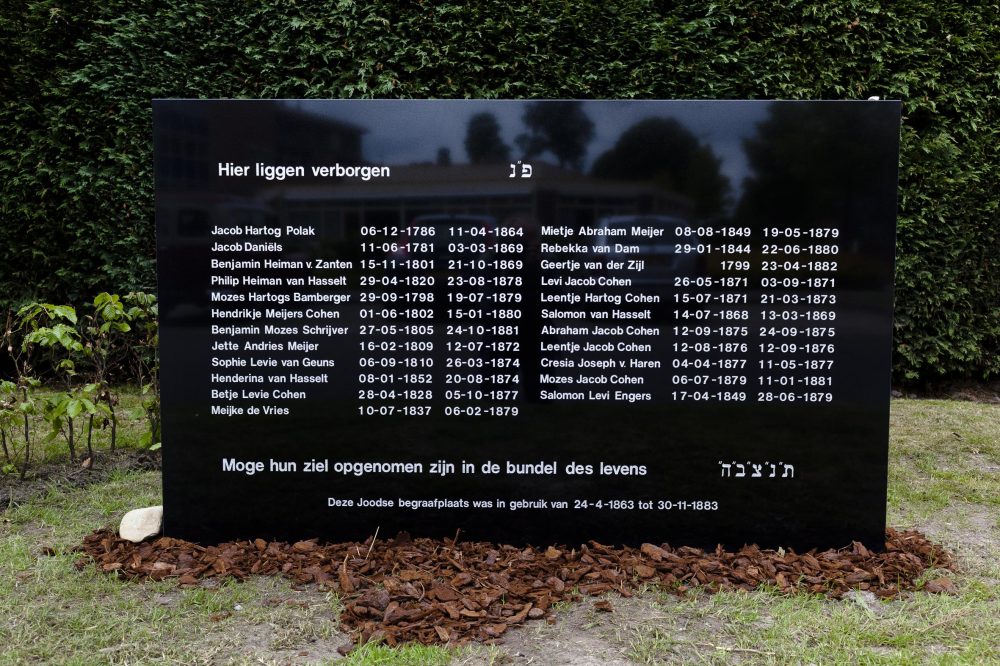 Hier liggen verborgen פ״נ
Jacob Hartog Polak 06-12-1786 11-04-1864
Jacob Daniëls 11-06-1781 03-03-1869
Benjamin Heiman v. Zanten 15-11-1801 21-10-1869
Philip Heiman van Hasselt 29-04-1820 23-08-1878
Mozes Hartogs Bamberger 29-09-1798 19-07-1879
Hendrikje Meijers Cohen 01-06-1802 15-01-1880
Benjamin Mozes Schrijver 27-05-1805 24-10-1881
Jette Andries Meijer 16-02-1809 12-07-1872
Sophie Levie van Geuns 06-09-1810 26-03-1874
Henderina van Hasselt 08-01-1852 20-08-1874
Betje Levie Cohen 28-04-1828 05-10-1877
Meijke de Vries 10-07-1837 06-02-1879
Mietje Abraham Meijer 08-08-1849 19-05-1879
Rebekka van Dam 29-01-1844 22-06-1880
Geertje van der Zijl 1799 23-04-1882
Levi Jacob Cohen 26-05-1871 03-09-1871
Leentje Hartog Cohen 15-07-1871 21-03-1873
Salomon van Hasselt 14-07-1868 13-03-1869
Abraham Jacob Cohen 12-09-1875 24-09-1875
Leentje Jacob Cohen 12-08-1876 12-09-1876
Cresia Joseph v. Haren 04-04-1877 11-05-1877
Mozes Jacob Cohen 06-07-1879 11-01-1881
Salomon Levi Engers 17-04-1849 28-06-1879
Moge hun ziel opgenomen zijn in de bundel des levens ת״נ״צ״ב״ה״
Deze Joodse begraafplaats was in gebruik van 24-4-1863 tot 30-11-1883